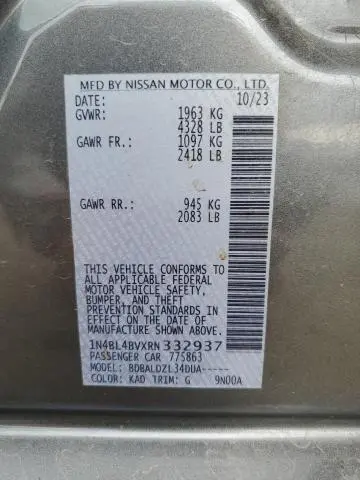 MFD BY NISSAN MOTOR CO., LTD.
DATE: 10/23
GVWR: 1963 KG
4328 LB
GAWR FR.: 1097 KG
2418 LB
GAWR RR.: 945 KG
2083 LB
THIS VEHICLE CONFORMS TO
ALL APPLICABLE FEDERAL
MOTOR VEHICLE SAFETY,
BUMPER, AND THEFT
PREVENTION STANDARDS
IN EFFECT ON THE DATE OF
MANUFACTURE SHOWN ABOVE.
1N4BL4BVXRN332937
PASSENGER CAR 775863
MODEL: BDBALDZL34DUA-----
COLOR: KAD TRIM: G 9N00A